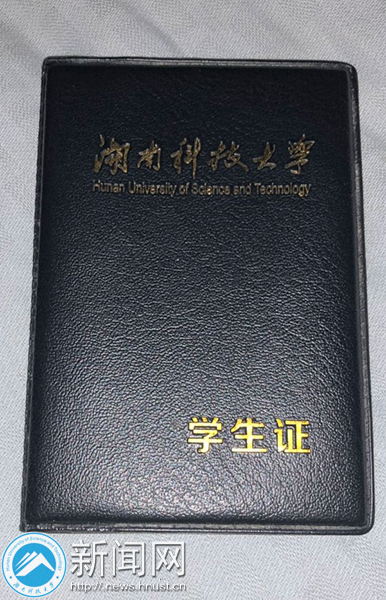 湖南科技大学
Hunan University of Science and Technology
学生证
新闻网
http://news.hnust.cn